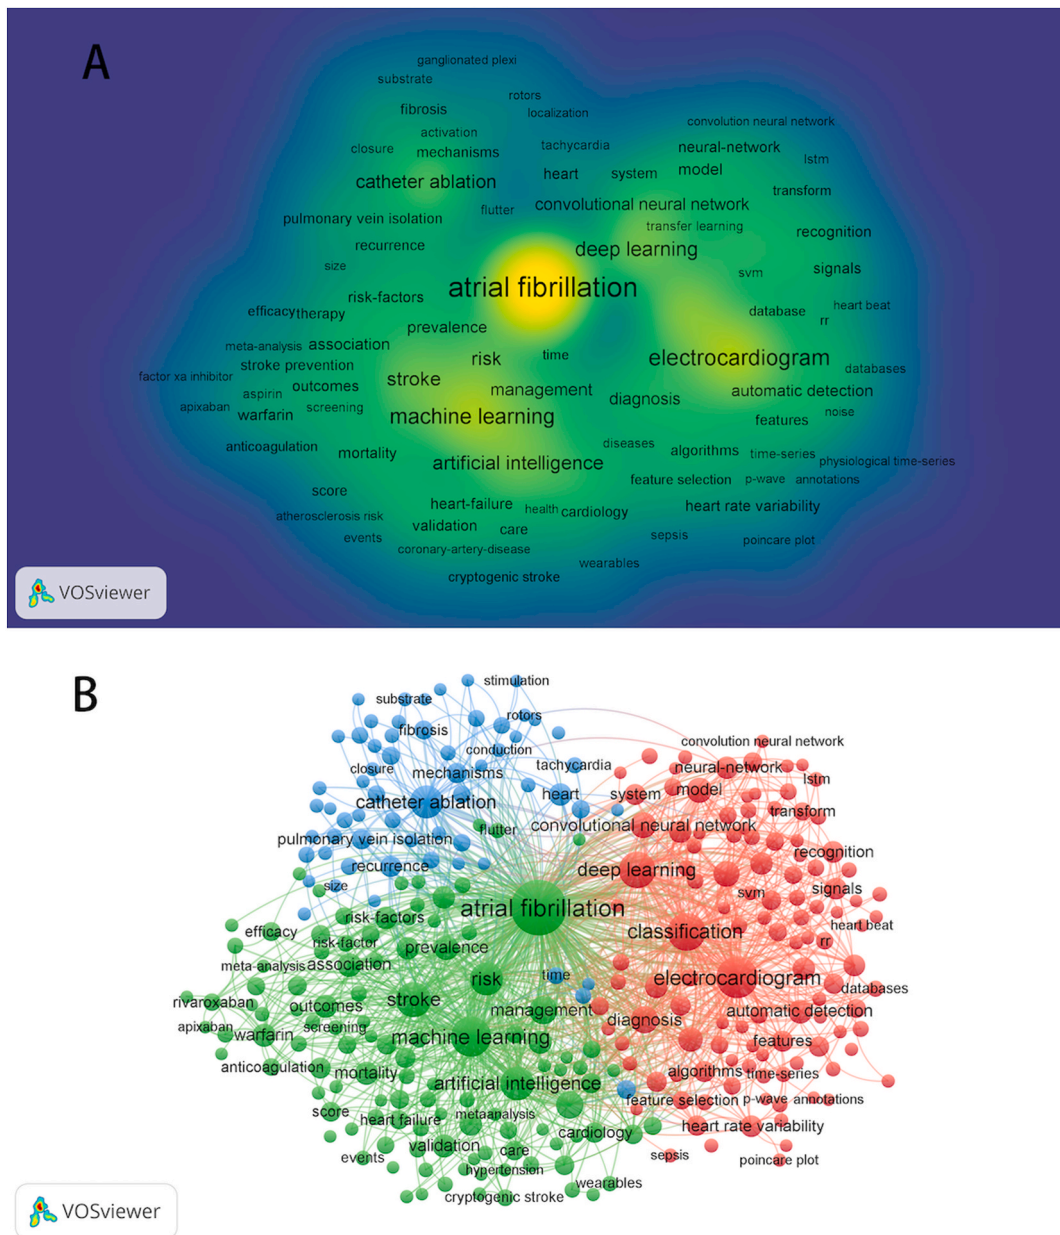 A
ganglionated plexi
substrate
rotors
fibrosis
localization
convolution neural network
activation
closure
mechanisms
tachycardia
neural-network
lstm
catheter ablation
heart
system
model
transform
pulmonary vein isolation
flutter
convolutional neural network
transfer learning
recognition
recurrence
deep learning
size
svm
signals
atrial fibrillation
risk-factors
efficacy
therapy
database
heart beat
rr
prevalence
meta-analysis
association
stroke prevention
risk
time
electrocardiogram
factor xa inhibitor
aspirin
outcomes
stroke
management
diagnosis
automatic detection
databases
apixaban
warfarin
screening
machine learning
features
noise
anticoagulation
mortality
diseases
algorithms
time-series
artificial intelligence
physiological time-series
feature selection
p-wave
annotations
score
heart-failure
health
cardiology
heart rate variability
atherosclerosis risk
validation
care
events
sepsis
poincare plot
coronary-artery-disease
wearables
cryptogenic stroke
VOSviewer
B
stimulation
substrate
rotors
fibrosis
conduction
convolution neural network
closure
mechanisms
tachycardia
neural-network
lstm
catheter ablation
heart
system
model
transform
pulmonary vein isolation
flutter
convolutional neural network
recurrence
deep learning
recognition
size
svm
signals
atrial fibrillation
risk-factors
efficacy
classification
heart beat
risk-factor
prevalence
rr
meta-analysis
association
risk
time
electrocardiogram
databases
rivaroxaban
outcomes
stroke
management
diagnosis
automatic detection
apixaban
warfarin
screening
machine learning
features
anticoagulation
mortality
algorithms
time-series
artificial intelligence
feature selection
p-wave
annotations
score
heart failure
metaanalysis
cardiology
heart rate variability
validation
care
events
sepsis
poincare plot
hypertension
wearables
cryptogenic stroke
VOSviewer